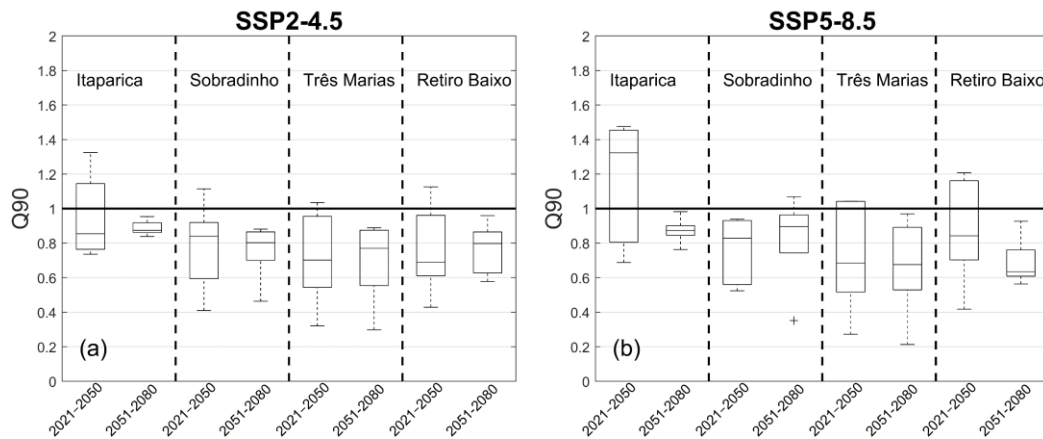 SSP2-4.5
2
1.8
1.6
1.4
1.2
1
0.8
0.6
0.4
0.2
0
Q90
Itaparica
Sobradinho
Três Marias
Retiro Baixo
(a)
2021-2050
2051-2080
2021-2050
2051-2080
2021-2050
2051-2080
2021-2050
2051-2080
SSP5-8.5
2
1.8
1.6
1.4
1.2
1
0.8
0.6
0.4
0.2
0
Q90
Itaparica
Sobradinho
Três Marias
Retiro Baixo
(b)
2021-2050
2051-2080
2021-2050
2051-2080
2021-2050
2051-2080
2021-2050
2051-2080